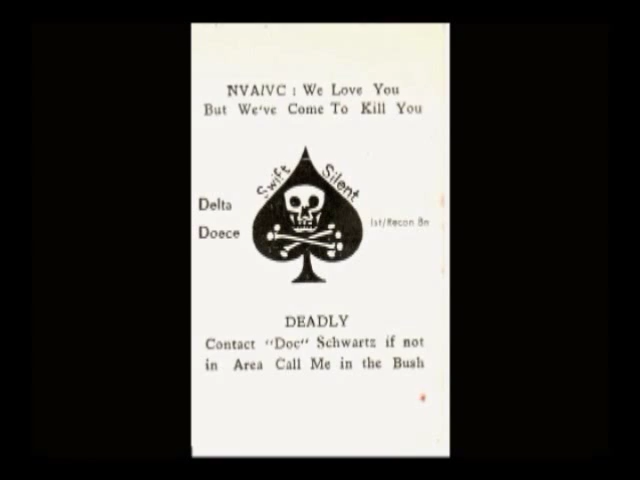 NVA/VC : We Love You
But We've Come To Kill You
Swift Silent
Delta
Doece
1st/Recon Bn
DEADLY
Contact "Doc" Schwartz if not
in Area Call Me in the Bush